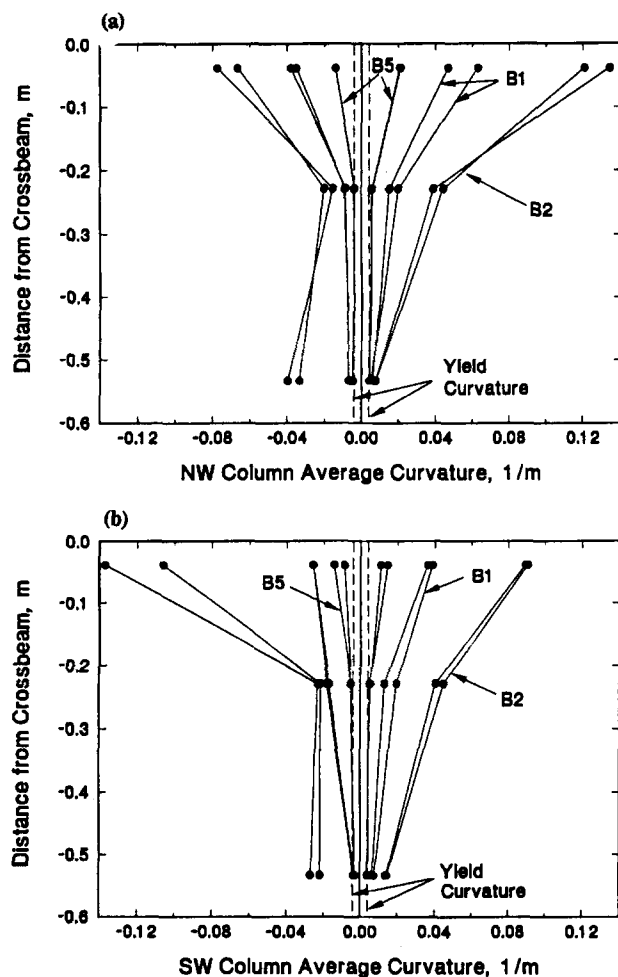 (a)
0.0
-0.1
-0.2
-0.3
-0.4
-0.5
-0.6
Distance from Crossbeam, m
B5
B1
B2
Yield
Curvature
-0.12
-0.08
-0.04
0.00
0.04
0.08
0.12
NW Column Average Curvature, 1/m
(b)
0.0
-0.1
-0.2
-0.3
-0.4
-0.5
-0.6
Distance from Crossbeam, m
B5
B1
B2
Yield
Curvature
-0.12
-0.08
-0.04
0.00
0.04
0.08
0.12
SW Column Average Curvature, 1/m